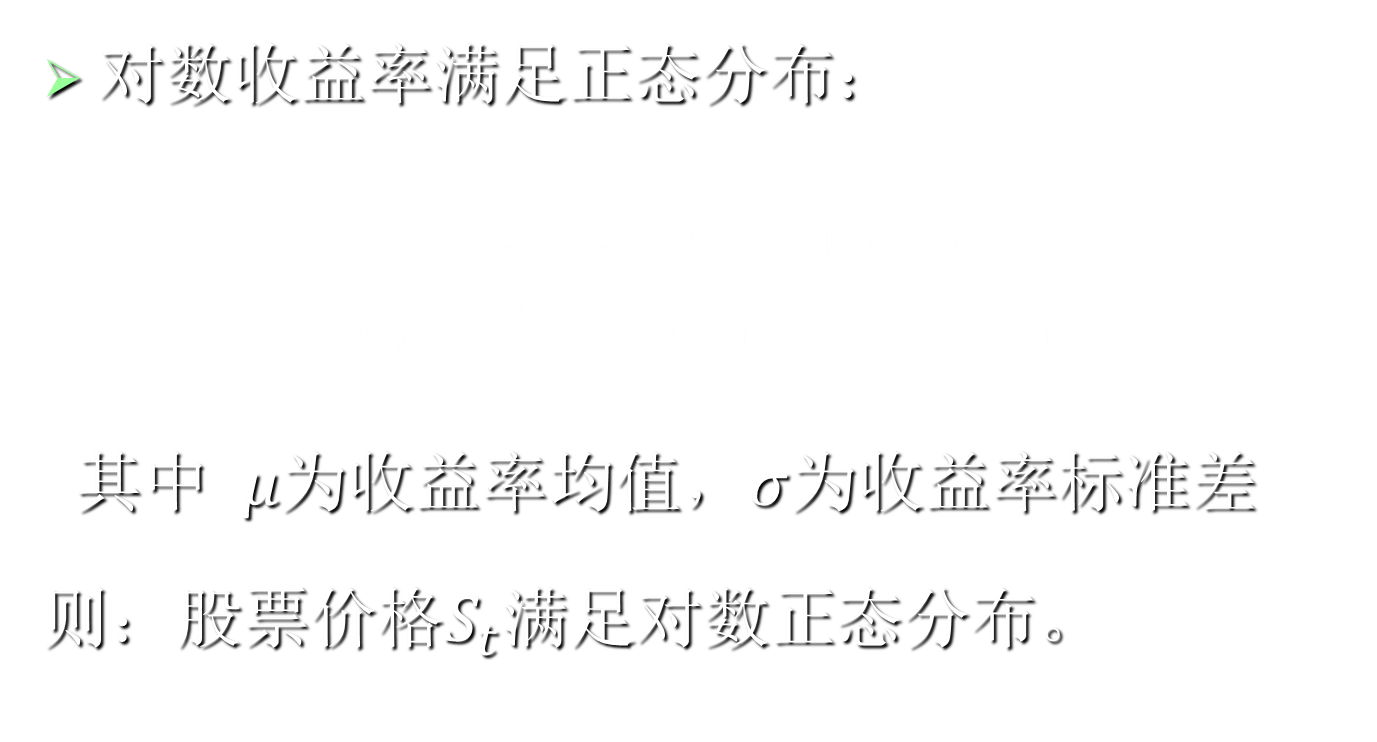 对数收益率满足正态分布：
其中 μ为收益率均值，σ为收益率标准差
则：股票价格S_t满足对数正态分布。